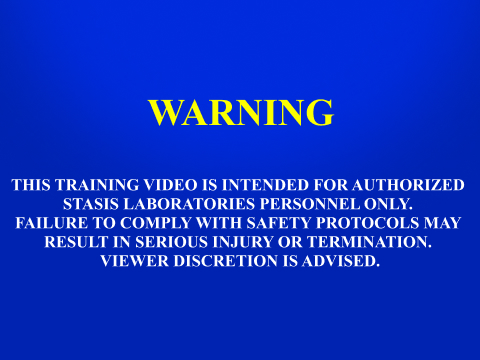 WARNING
THIS TRAINING VIDEO IS INTENDED FOR AUTHORIZED
STASIS LABORATORIES PERSONNEL ONLY.
FAILURE TO COMPLY WITH SAFETY PROTOCOLS MAY
RESULT IN SERIOUS INJURY OR TERMINATION.
VIEWER DISCRETION IS ADVISED.